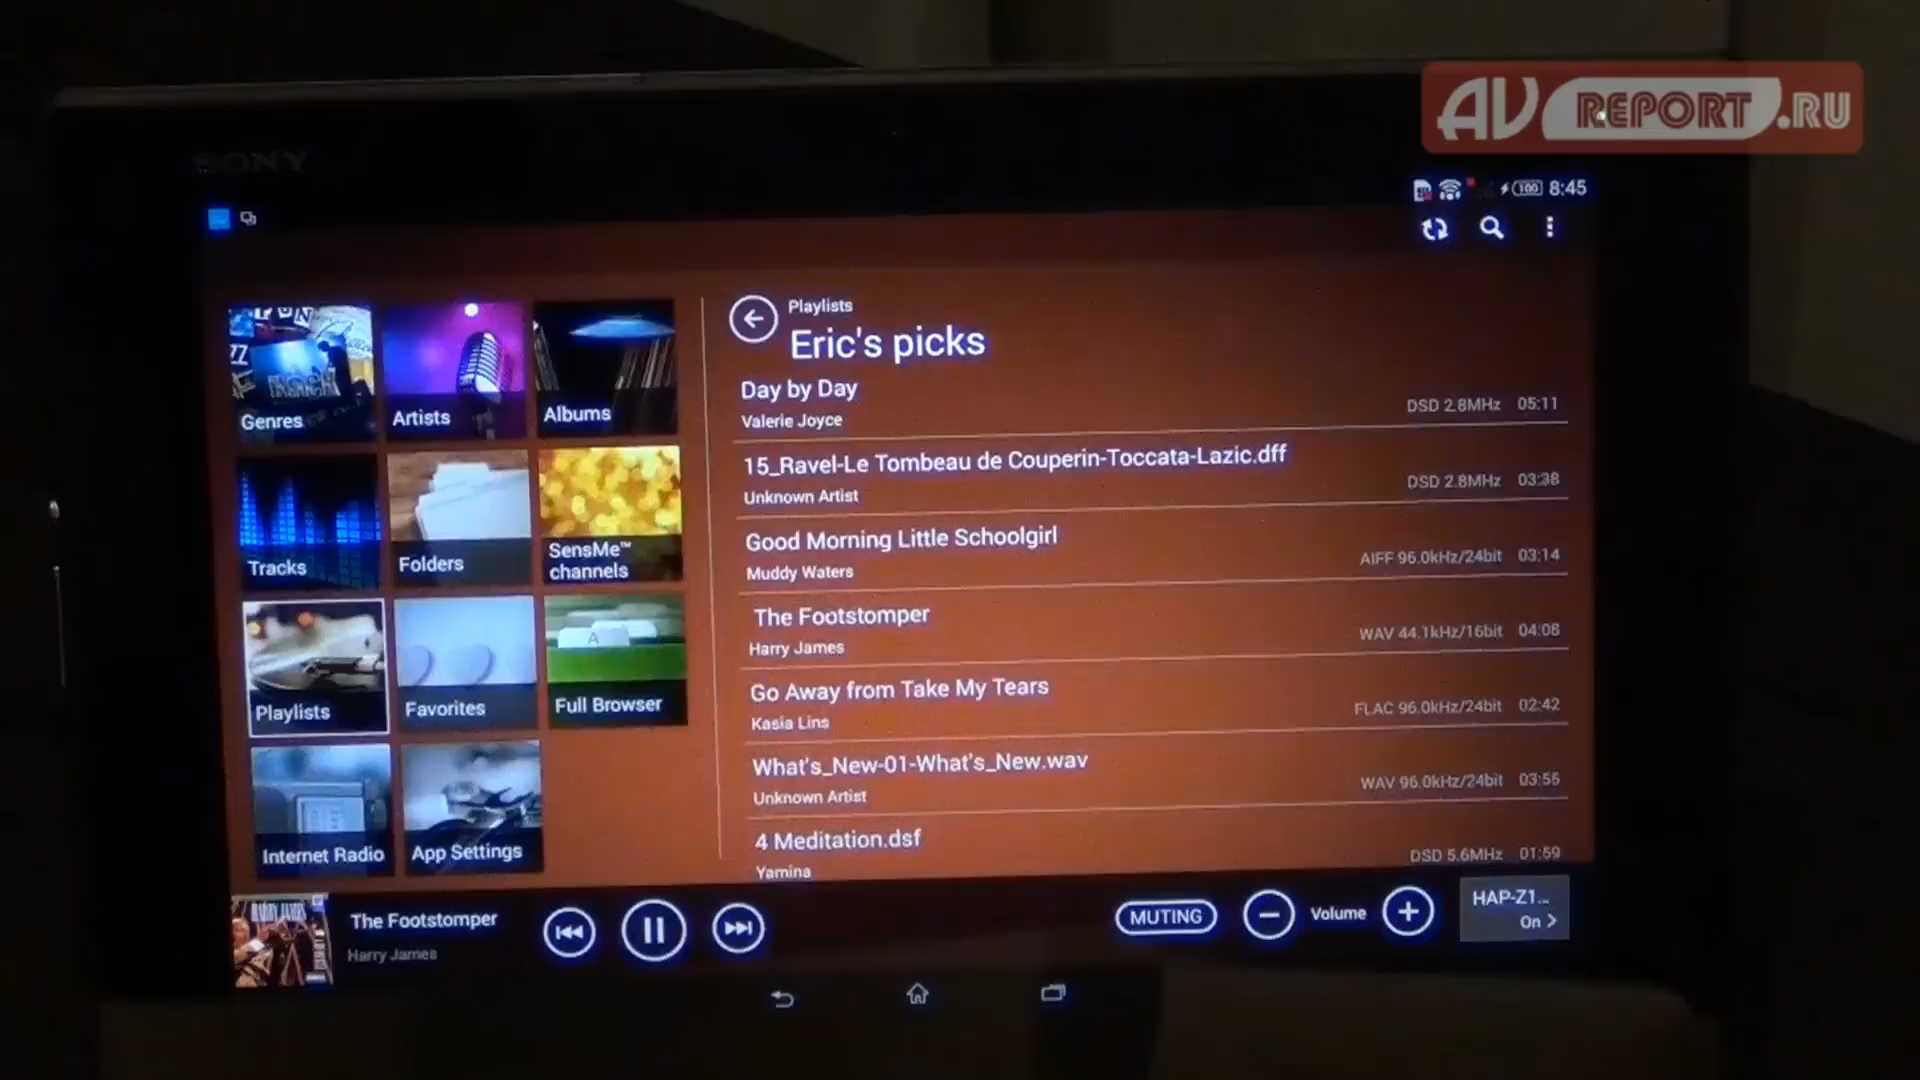 AV REPORT.RU
SONY
100 8:45
Genres
Artists
Albums
Tracks
Folders
SensMe™
channels
Playlists
Favorites
A
Full Browser
Internet Radio
App Settings
Playlists
Eric's picks
Day by Day
Valerie Joyce
DSD 2.8MHz 05:11
15_Ravel-Le Tombeau de Couperin-Toccata-Lazic.dff
Unknown Artist
DSD 2.8MHz 03:38
Good Morning Little Schoolgirl
Muddy Waters
AIFF 96.0kHz/24bit 03:14
The Footstomper
Harry James
WAV 44.1kHz/16bit 04:08
Go Away from Take My Tears
Kasia Lins
FLAC 96.0kHz/24bit 02:42
What's_New-01-What's_New.wav
Unknown Artist
WAV 96.0kHz/24bit 03:56
4 Meditation.dsf
Yamina
DSD 5.6MHz 01:59
HARRY JAMES
The Footstomper
Harry James
MUTING
Volume
HAP-Z1...
On